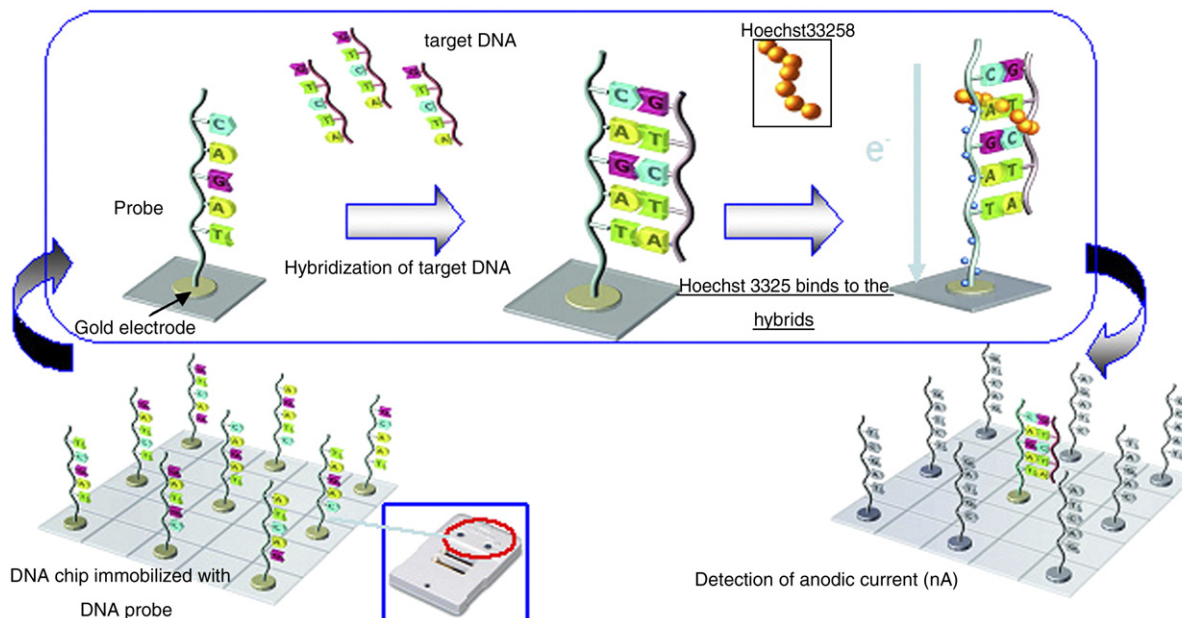 target DNA
Hoechst33258
C
A
G
A
T
G
T
C
T
A
G
T
C
T
A
G
T
C
T
A
C G
A T
G C
A T
T A
e-
C G
A T
G C
A T
T A
Probe
Hybridization of target DNA
Gold electrode
Hoechst 3325 binds to the
hybrids
DNA chip immobilized with
DNA probe
Detection of anodic current (nA)